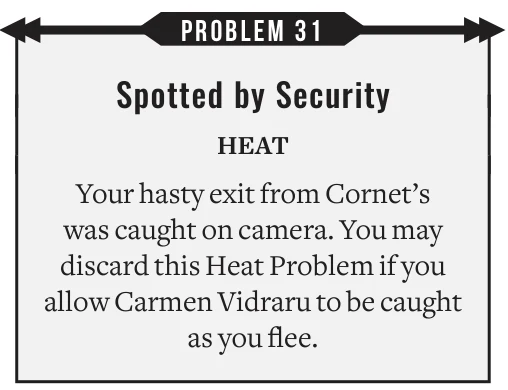 PROBLEM 31
Spotted by Security
HEAT
Your hasty exit from Cornet’s
was caught on camera. You may
discard this Heat Problem if you
allow Carmen Vidraru to be caught
as you flee.